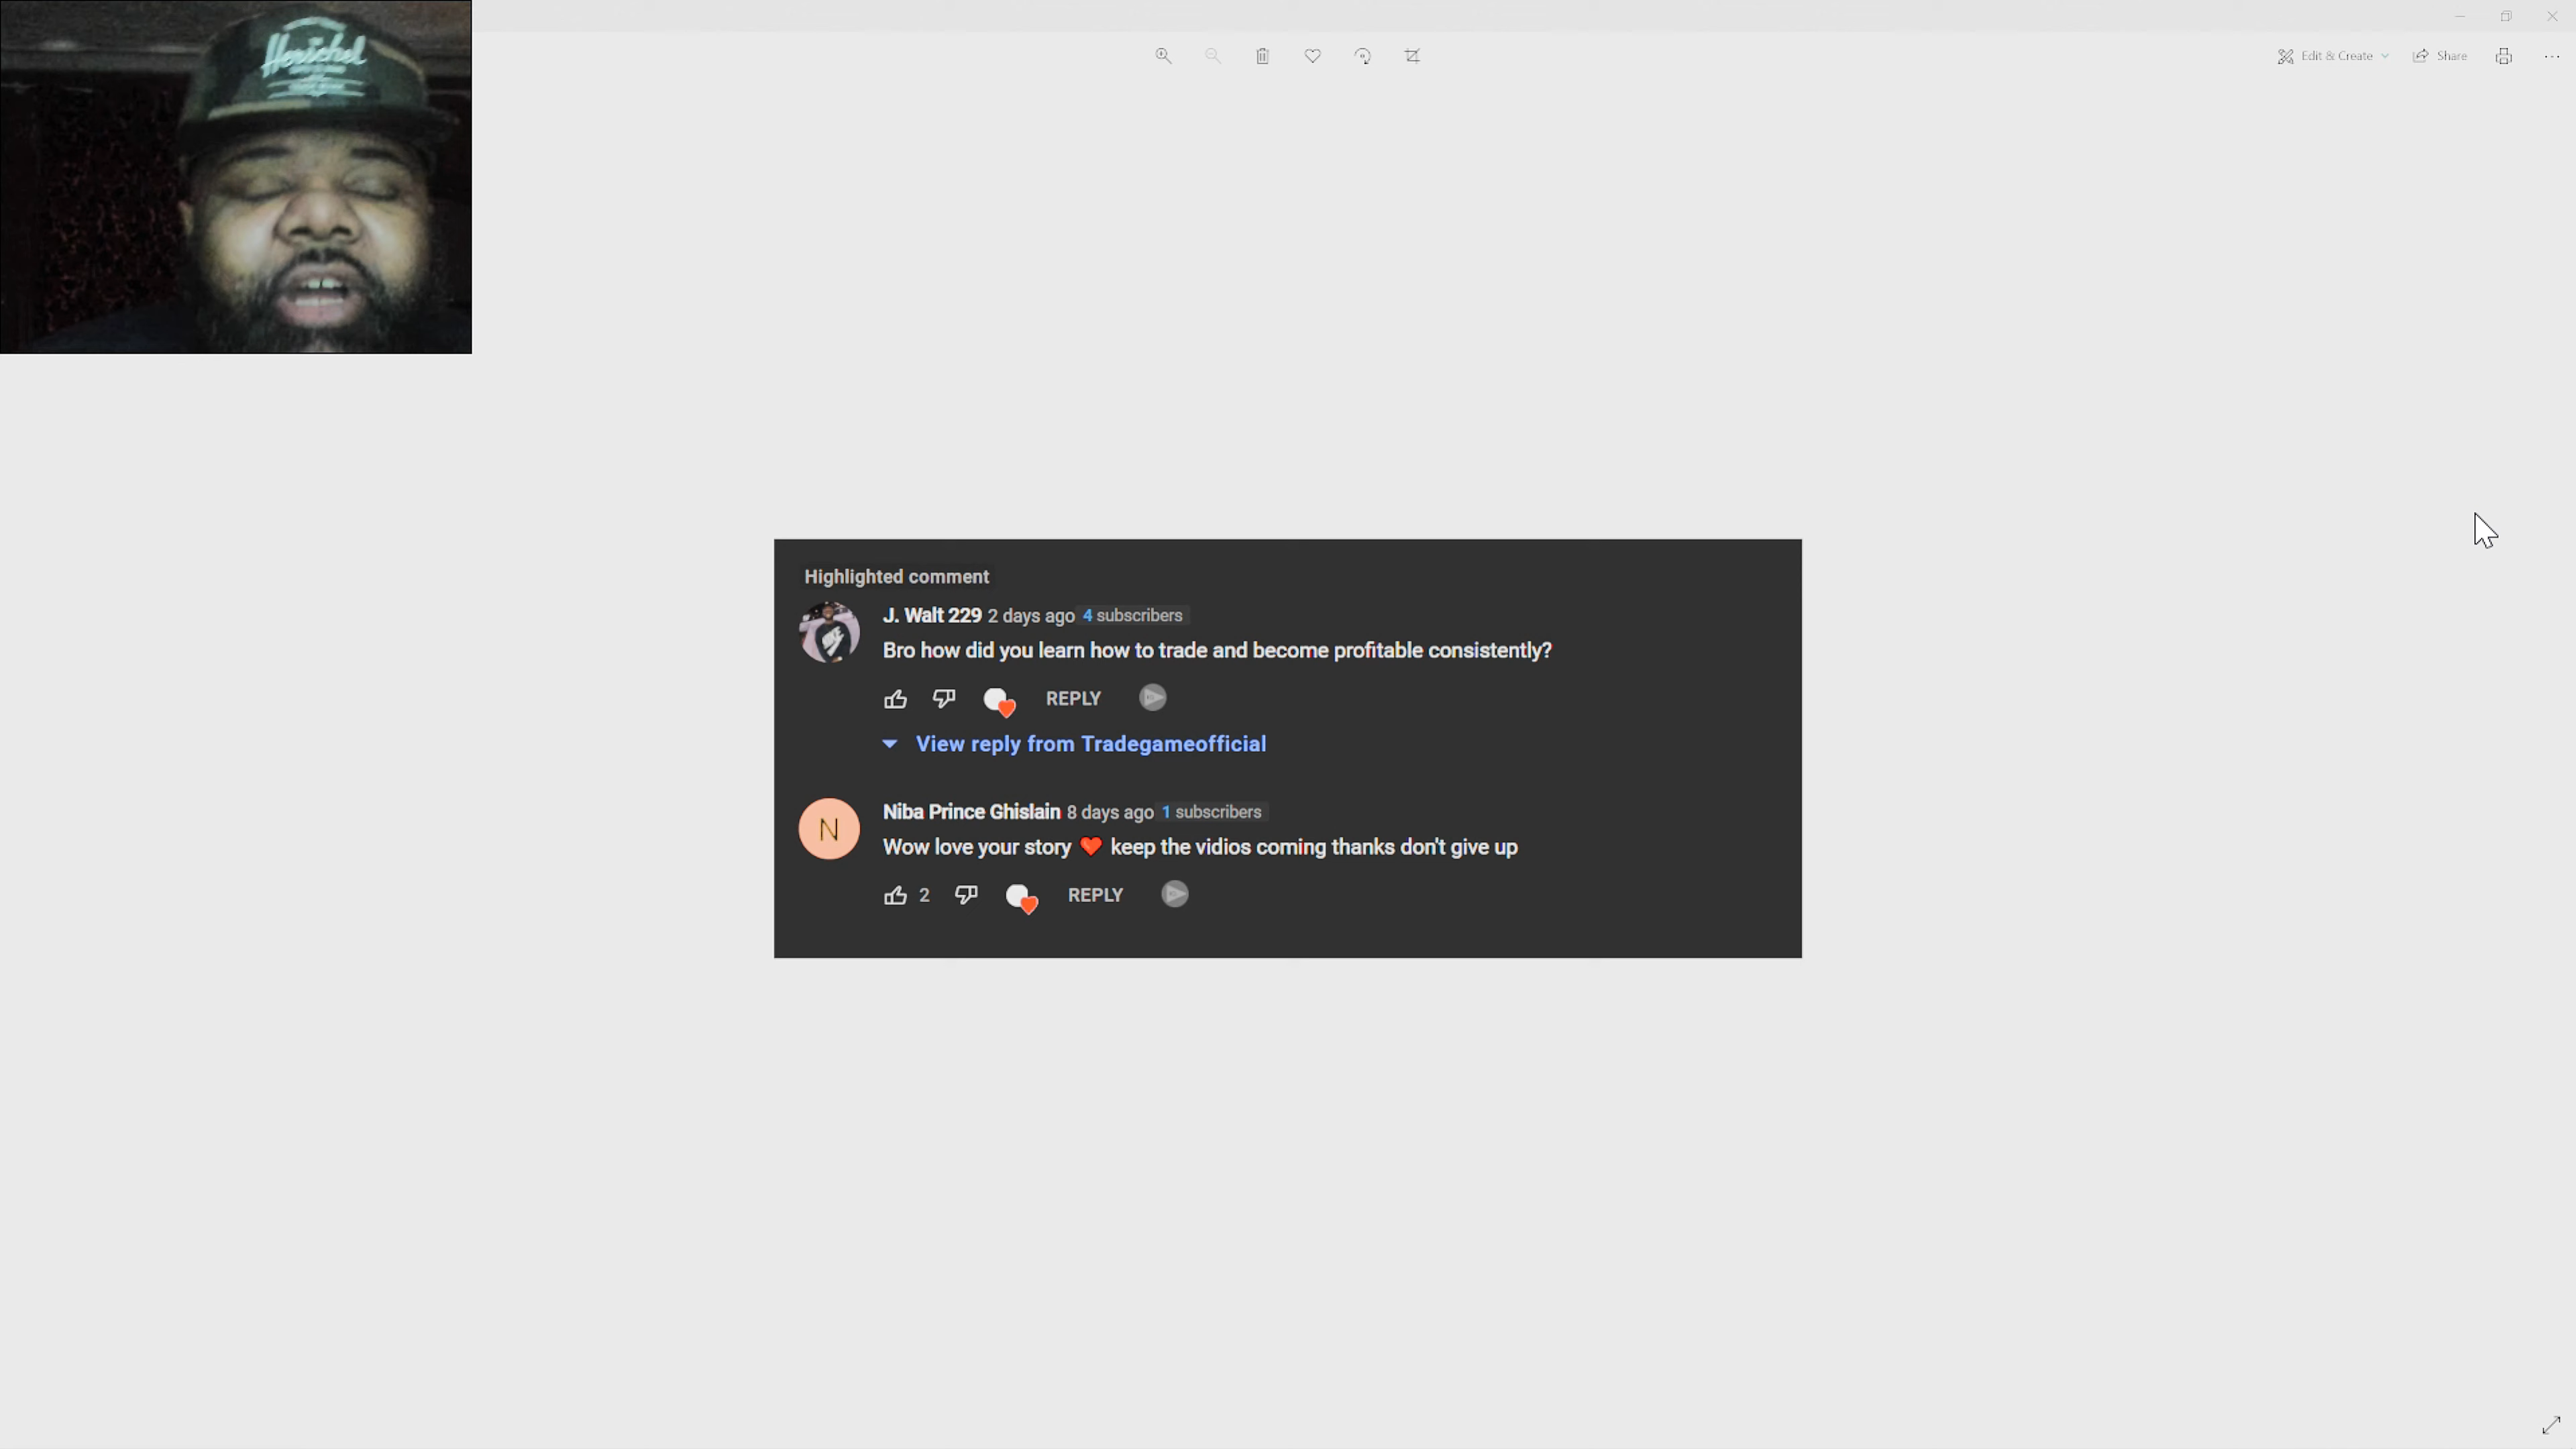 Herschel
Edit & Create
Share
Highlighted comment
J. Walt 229 2 days ago 4 subscribers
Bro how did you learn how to trade and become profitable consistently?
REPLY
View reply from Tradegameofficial
N
Niba Prince Ghislain 8 days ago 1 subscribers
Wow love your story ❤️ keep the vidios coming thanks don't give up
2 REPLY